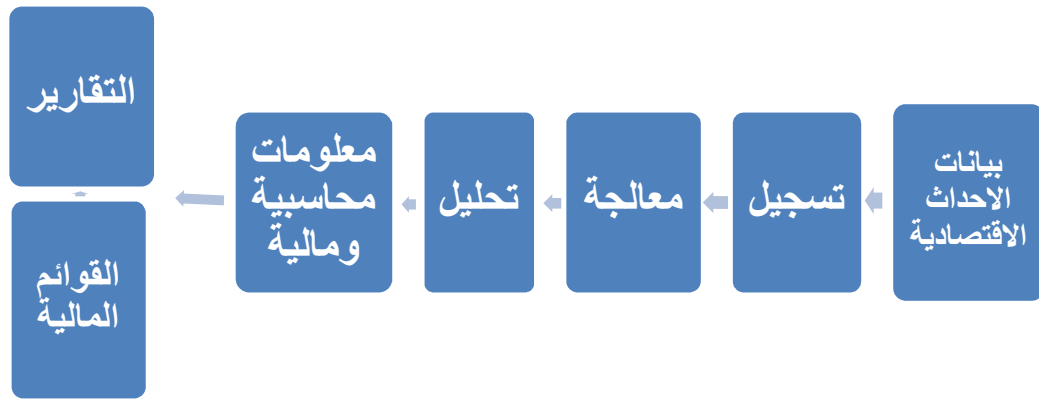 بيانات
الاحداث
الاقتصادية
تسجيل
معالجة
تحليل
معلومات
محاسبية
ومالية
التقارير
القوائم
المالية